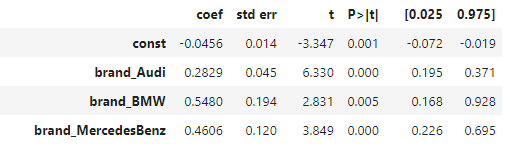 coef std err t P>|t| [0.025 0.975]
const -0.0456 0.014 -3.347 0.001 -0.072 -0.019
brand_Audi 0.2829 0.045 6.330 0.000 0.195 0.371
brand_BMW 0.5480 0.194 2.831 0.005 0.168 0.928
brand_MercedesBenz 0.4606 0.120 3.849 0.000 0.226 0.695